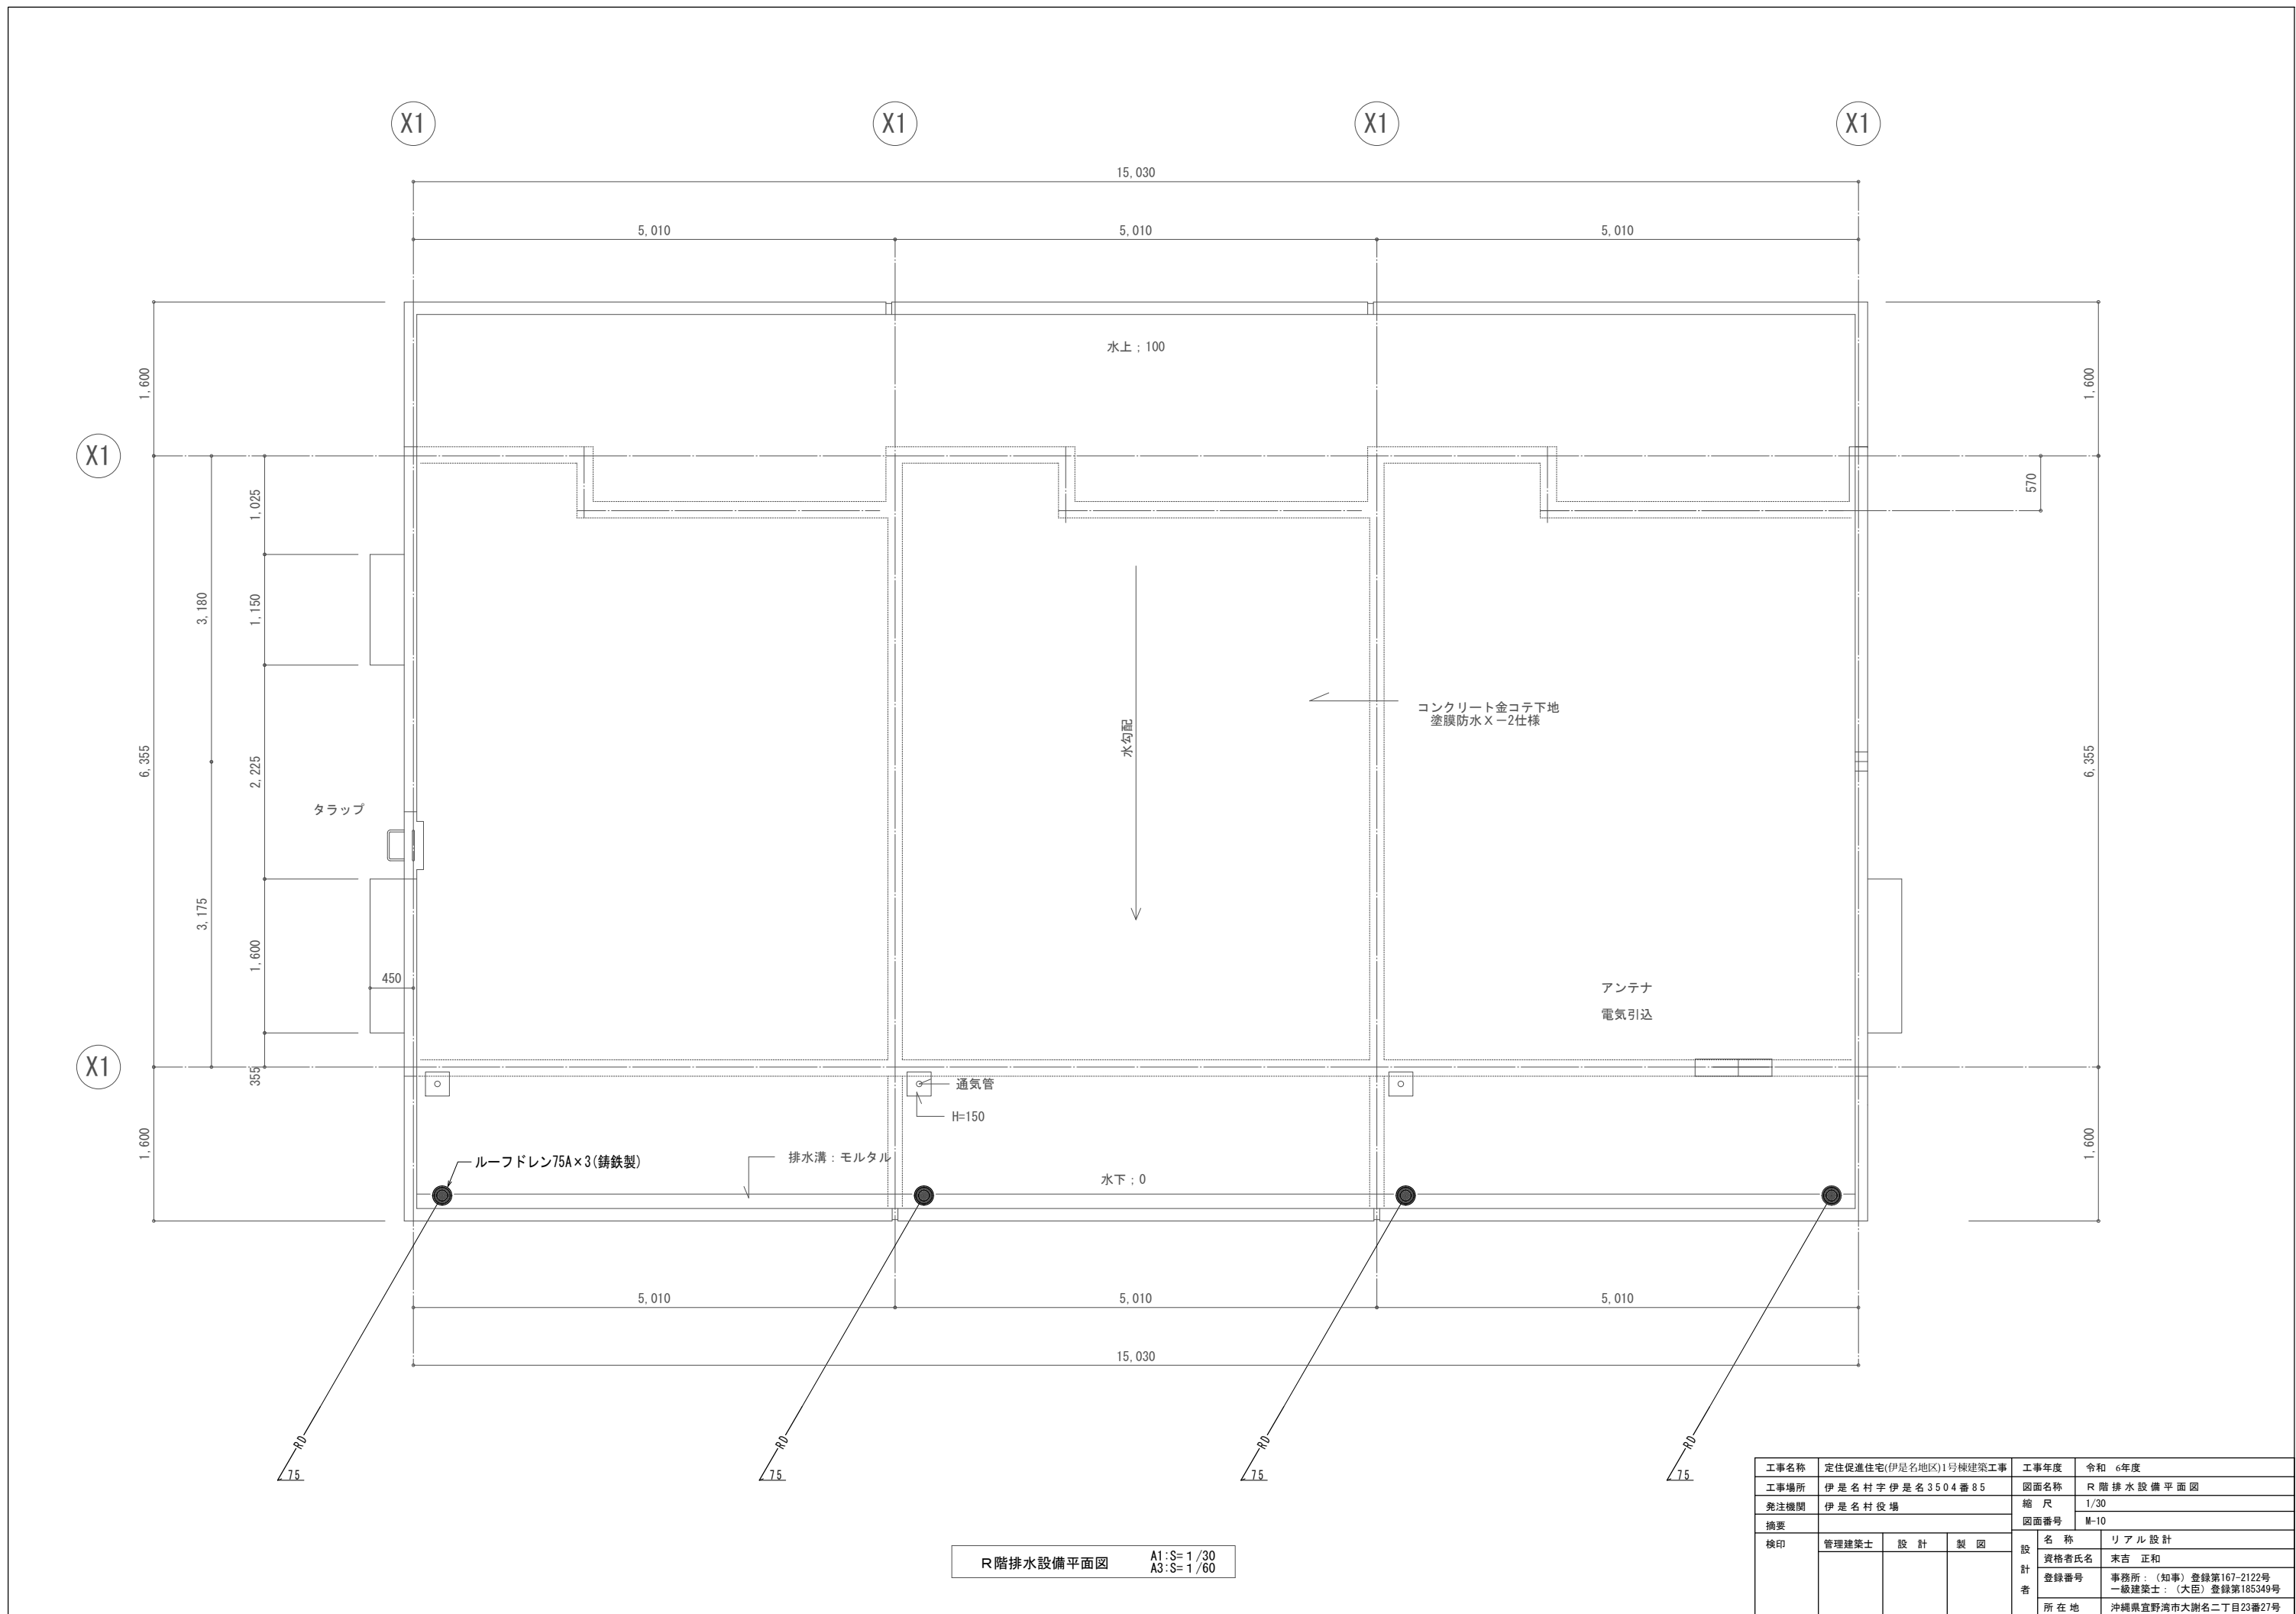 X1
X1
X1
X1
15,030
5,010
5,010
5,010
水上;100
1,600
1,600
X1
1,025
570
3,180
1,150
コンクリート金コテ下地
塗膜防水X-2仕様
水勾配
6,355
2,225
6,355
タラップ
3,175
1,600
450
アンテナ
電気引込
X1
355
通気管
H=150
1,600
1,600
ルーフドレン75A×3(鋳鉄製)
排水溝:モルタル
水下;0
5,010
5,010
5,010
15,030
RD
RD
RD
RD
75
75
75
75
R階排水設備平面図
A1:S=1/30
A3:S=1/60
工事名称 定住促進住宅(伊是名地区)1号棟建築工事 工事年度 令和 6年度
工事場所 伊是名村字伊是名3504番85 図面名称 R階排水設備平面図
発注機関 伊是名村役場 縮尺 1/30
摘要 図面番号 M-10
検印 管理建築士 設計 製図
設計者 名称 リアル設計
資格者氏名 末吉 正和
登録番号 事務所:(知事)登録第167-2122号
一級建築士:(大臣)登録第185349号
所在地 沖縄県宜野湾市大謝名二丁目23番27号